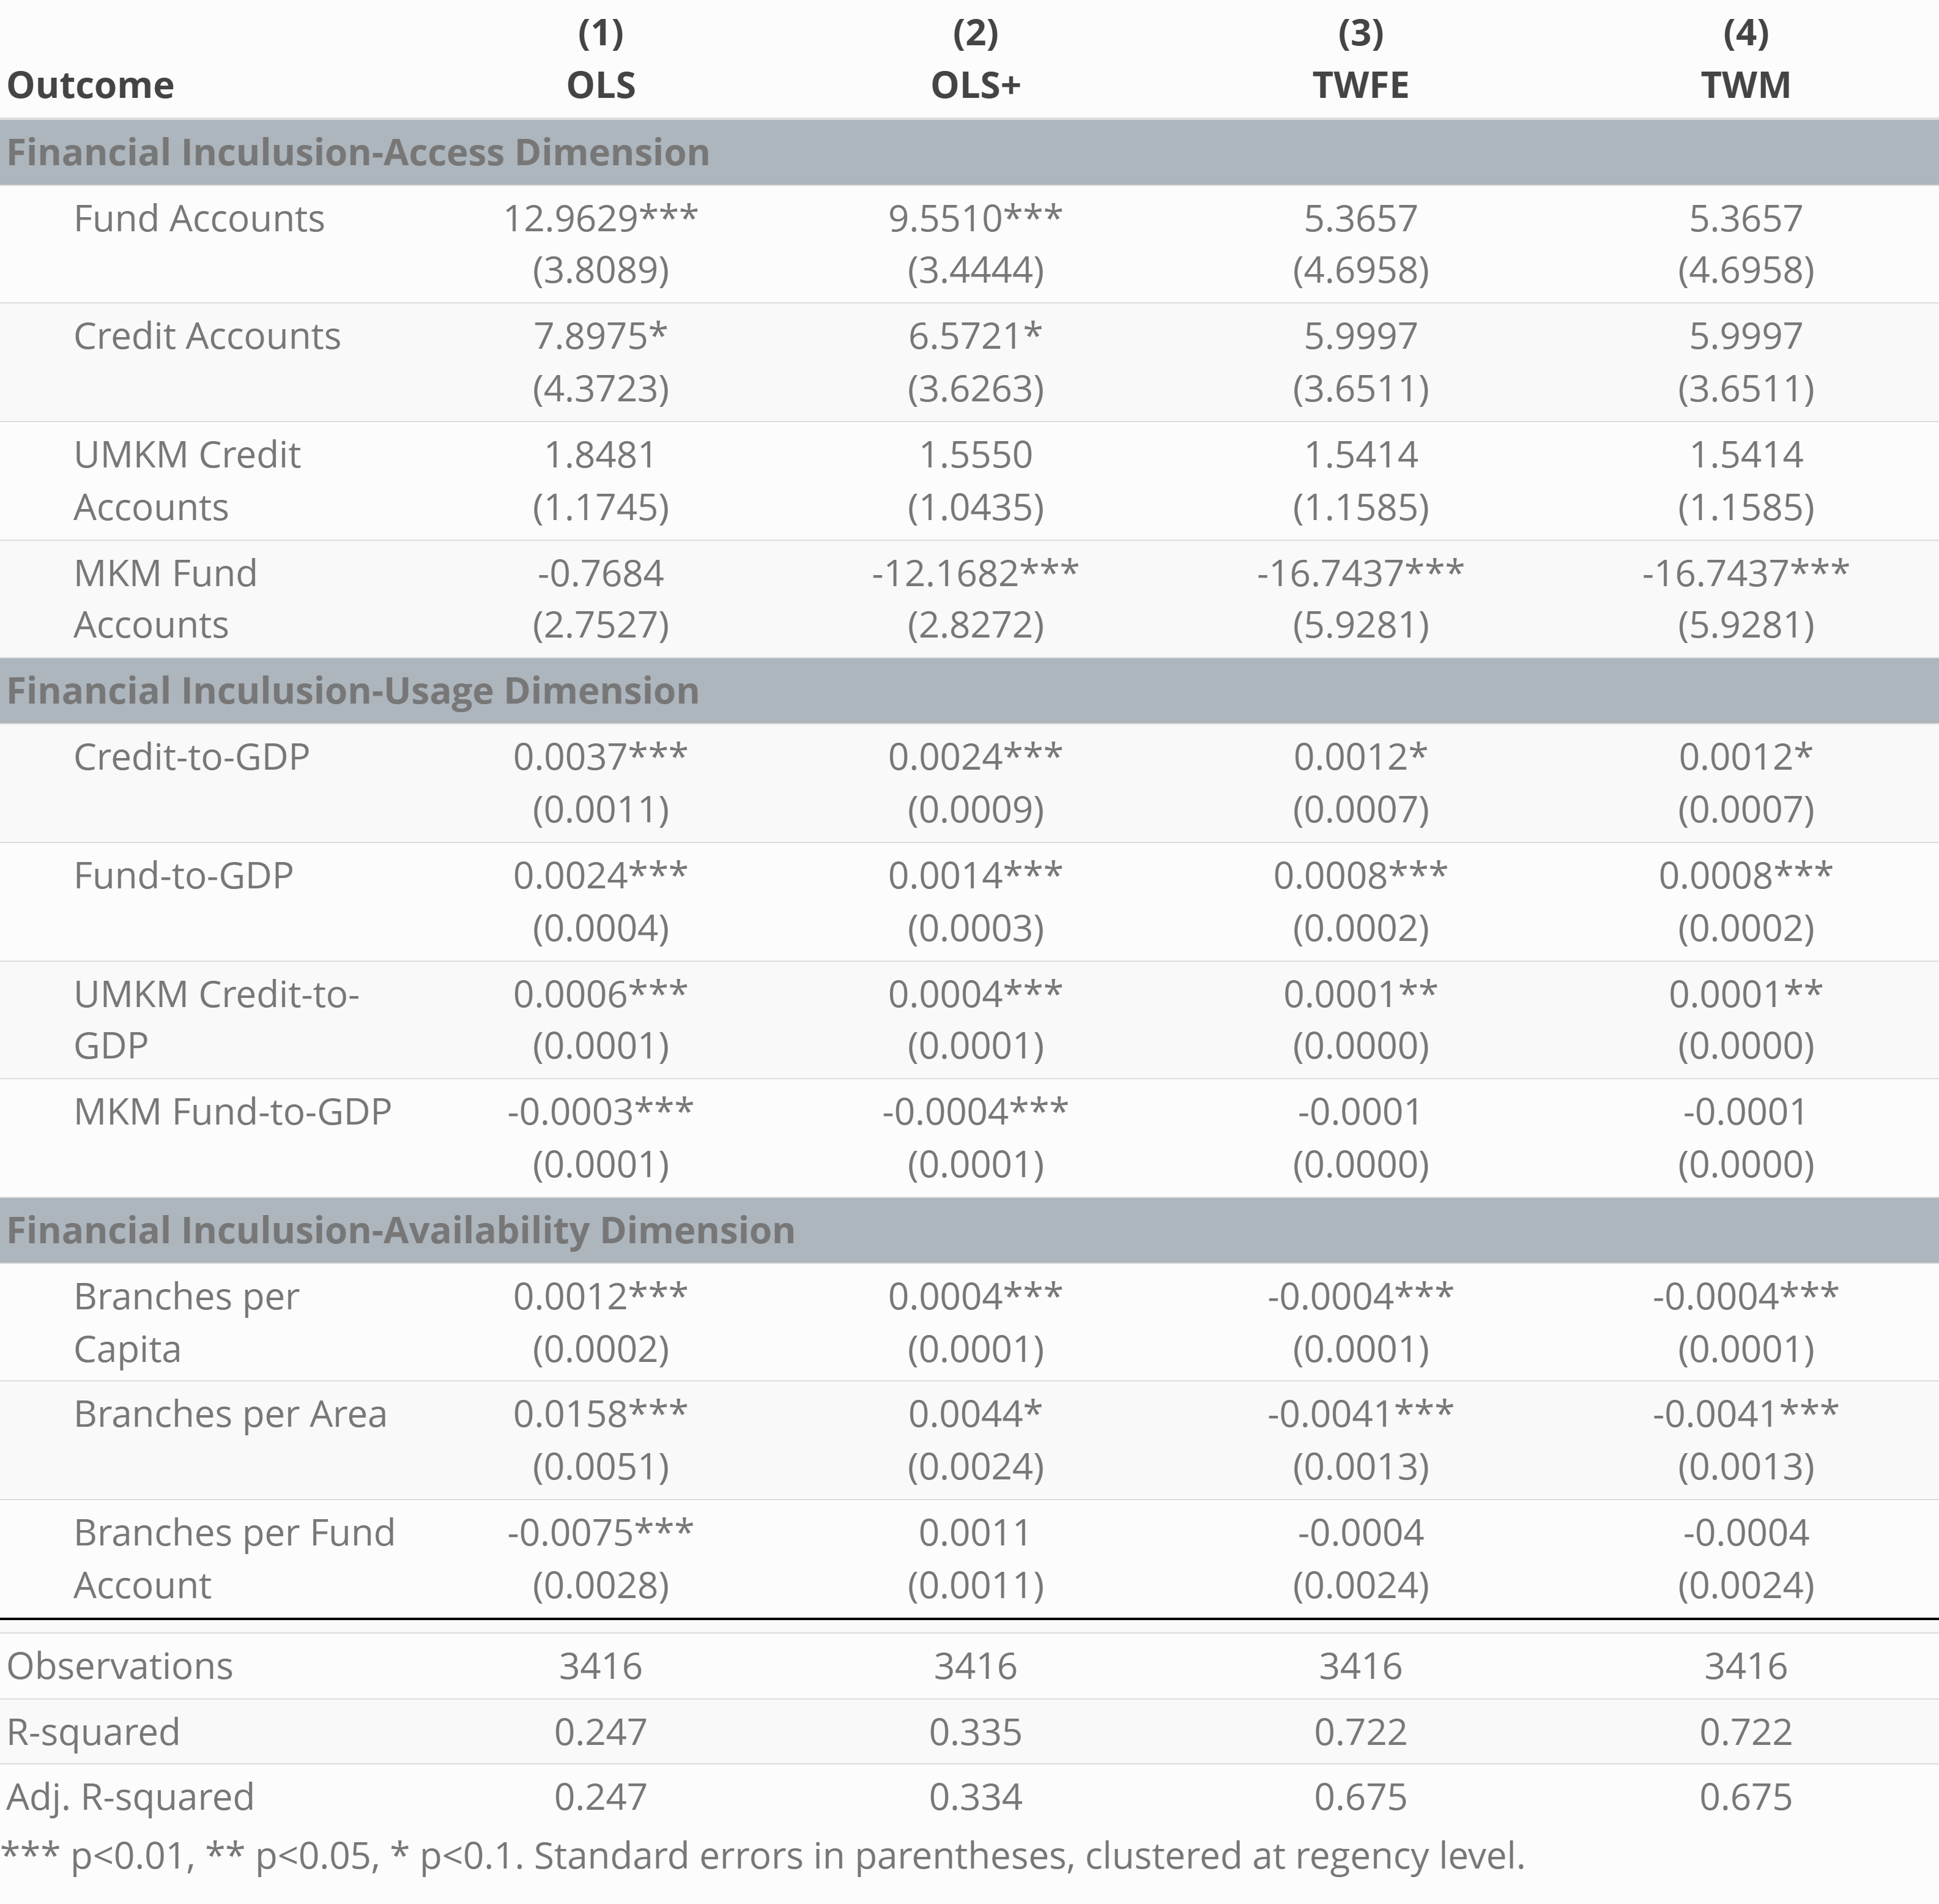 (1) (2) (3) (4)
Outcome OLS OLS+ TWFE TWM
Financial Inculusion-Access Dimension
Fund Accounts 12.9629*** 9.5510*** 5.3657 5.3657
(3.8089) (3.4444) (4.6958) (4.6958)
Credit Accounts 7.8975* 6.5721* 5.9997 5.9997
(4.3723) (3.6263) (3.6511) (3.6511)
UMKM Credit 1.8481 1.5550 1.5414 1.5414
Accounts (1.1745) (1.0435) (1.1585) (1.1585)
MKM Fund -0.7684 -12.1682*** -16.7437*** -16.7437***
Accounts (2.7527) (2.8272) (5.9281) (5.9281)
Financial Inculusion-Usage Dimension
Credit-to-GDP 0.0037*** 0.0024*** 0.0012* 0.0012*
(0.0011) (0.0009) (0.0007) (0.0007)
Fund-to-GDP 0.0024*** 0.0014*** 0.0008*** 0.0008***
(0.0004) (0.0003) (0.0002) (0.0002)
UMKM Credit-to- 0.0006*** 0.0004*** 0.0001** 0.0001**
GDP (0.0001) (0.0001) (0.0000) (0.0000)
MKM Fund-to-GDP -0.0003*** -0.0004*** -0.0001 -0.0001
(0.0001) (0.0001) (0.0000) (0.0000)
Financial Inculusion-Availability Dimension
Branches per 0.0012*** 0.0004*** -0.0004*** -0.0004***
Capita (0.0002) (0.0001) (0.0001) (0.0001)
Branches per Area 0.0158*** 0.0044* -0.0041*** -0.0041***
(0.0051) (0.0024) (0.0013) (0.0013)
Branches per Fund -0.0075*** 0.0011 -0.0004 -0.0004
Account (0.0028) (0.0011) (0.0024) (0.0024)
Observations 3416 3416 3416 3416
R-squared 0.247 0.335 0.722 0.722
Adj. R-squared 0.247 0.334 0.675 0.675
*** p<0.01, ** p<0.05, * p<0.1. Standard errors in parentheses, clustered at regency level.